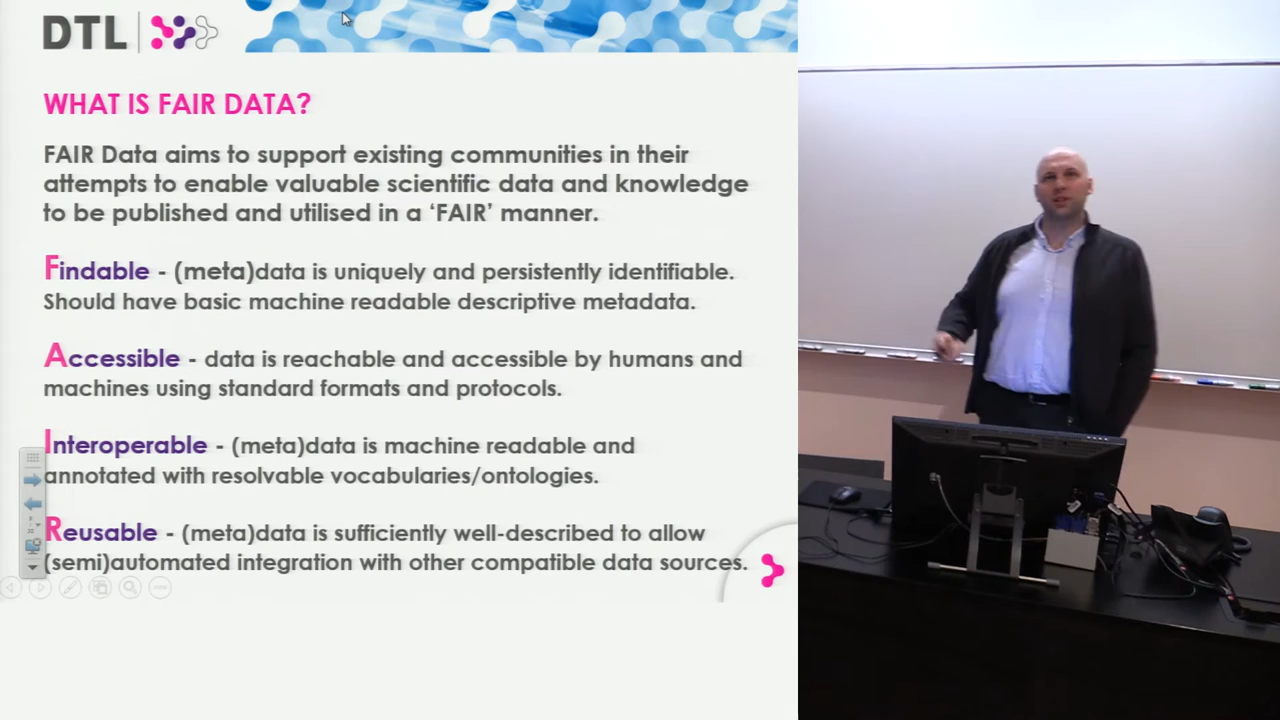 DTL
WHAT IS FAIR DATA?
FAIR Data aims to support existing communities in their
attempts to enable valuable scientific data and knowledge
to be published and utilised in a ‘FAIR’ manner.
Findable - (meta)data is uniquely and persistently identifiable.
Should have basic machine readable descriptive metadata.
Accessible - data is reachable and accessible by humans and
machines using standard formats and protocols.
Interoperable - (meta)data is machine readable and
annotated with resolvable vocabularies/ontologies.
Reusable - (meta)data is sufficiently well-described to allow
(semi)automated integration with other compatible data sources.